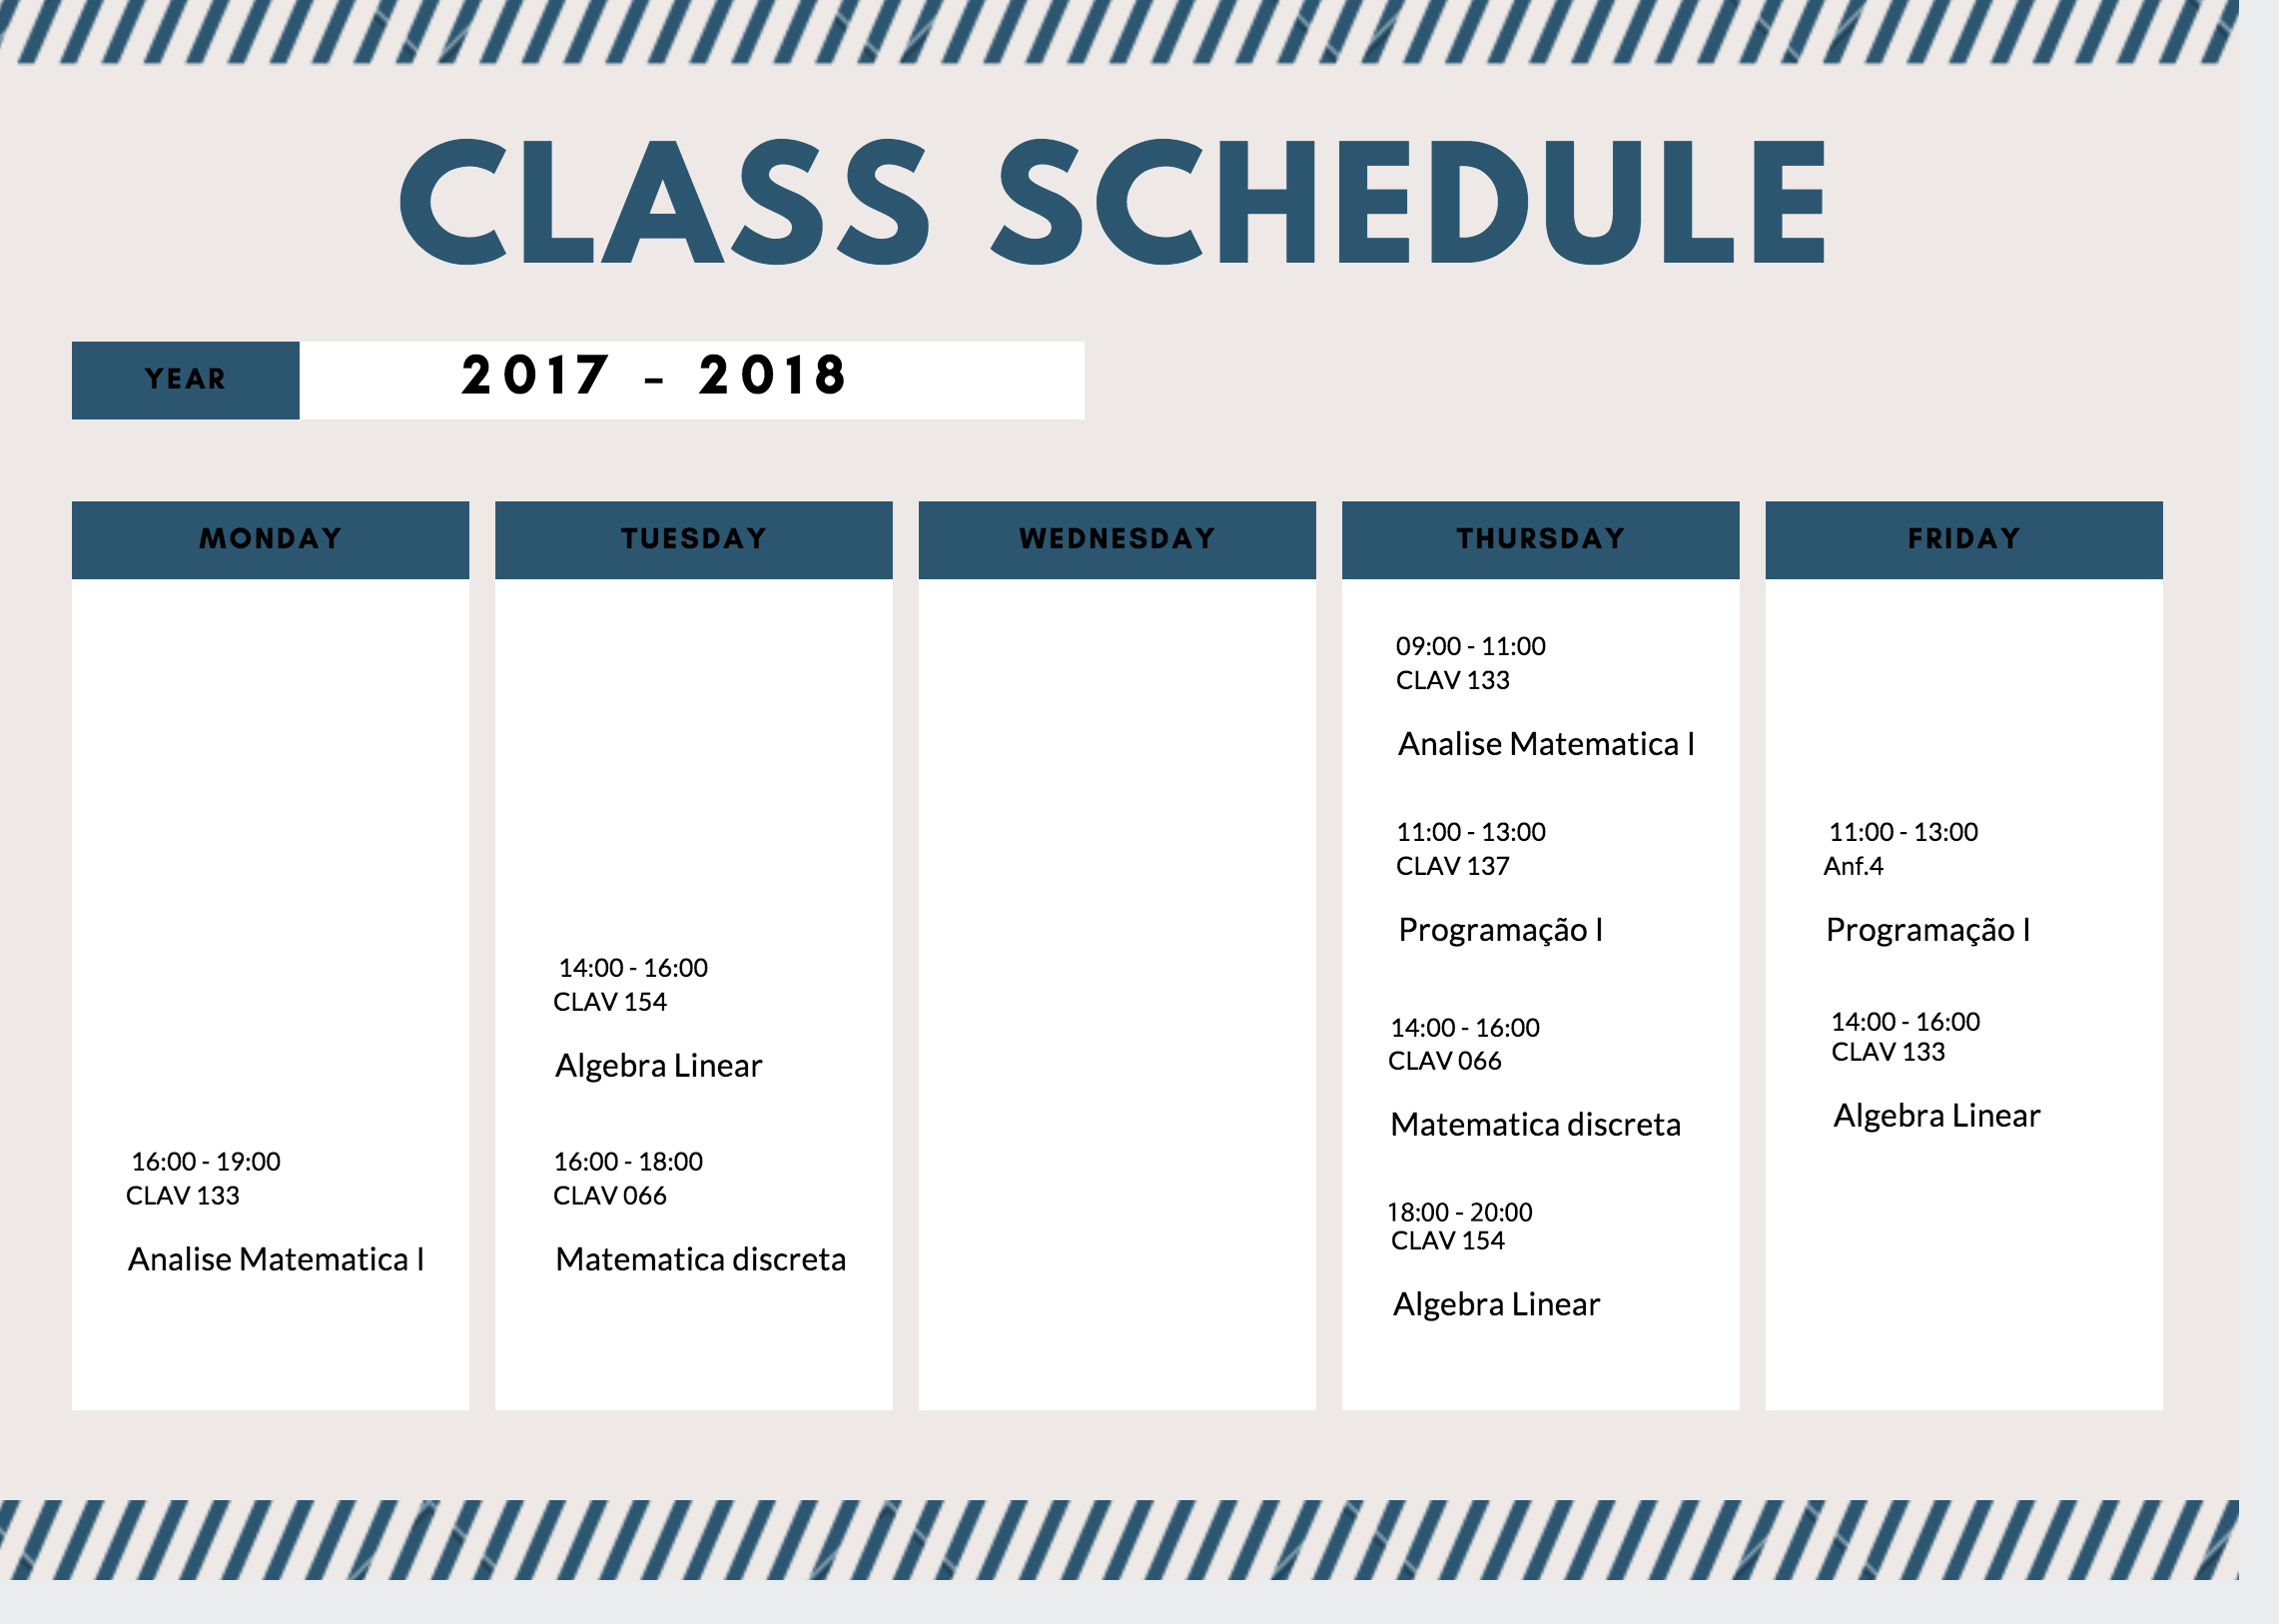 CLASS SCHEDULE
YEAR
2017 - 2018
MONDAY
16:00 - 19:00
CLAV 133
Analise Matematica I
TUESDAY
14:00 - 16:00
CLAV 154
Algebra Linear
16:00 - 18:00
CLAV 066
Matematica discreta
WEDNESDAY
THURSDAY
09:00 - 11:00
CLAV 133
Analise Matematica I
11:00 - 13:00
CLAV 137
Programação I
14:00 - 16:00
CLAV 066
Matematica discreta
18:00 - 20:00
CLAV 154
Algebra Linear
FRIDAY
11:00 - 13:00
Anf.4
Programação I
14:00 - 16:00
CLAV 133
Algebra Linear